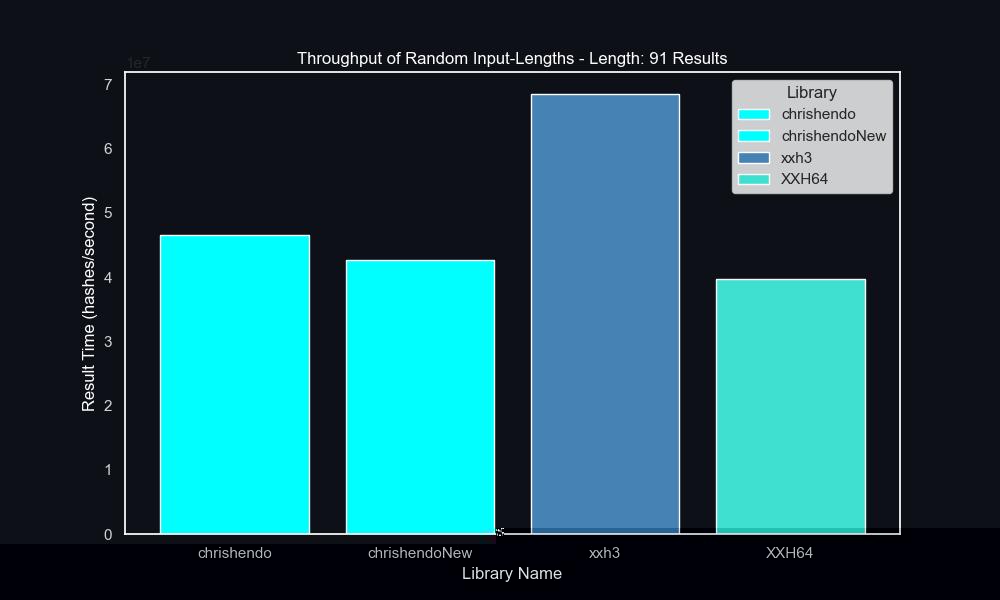 Throughput of Random Input-Lengths - Length: 91 Results
1e7
7
6
5
4
3
2
1
0
Result Time (hashes/second)
Library
chrishendo
chrishendoNew
xxh3
XXH64
chrishendo
chrishendoNew
xxh3
XXH64
Library Name